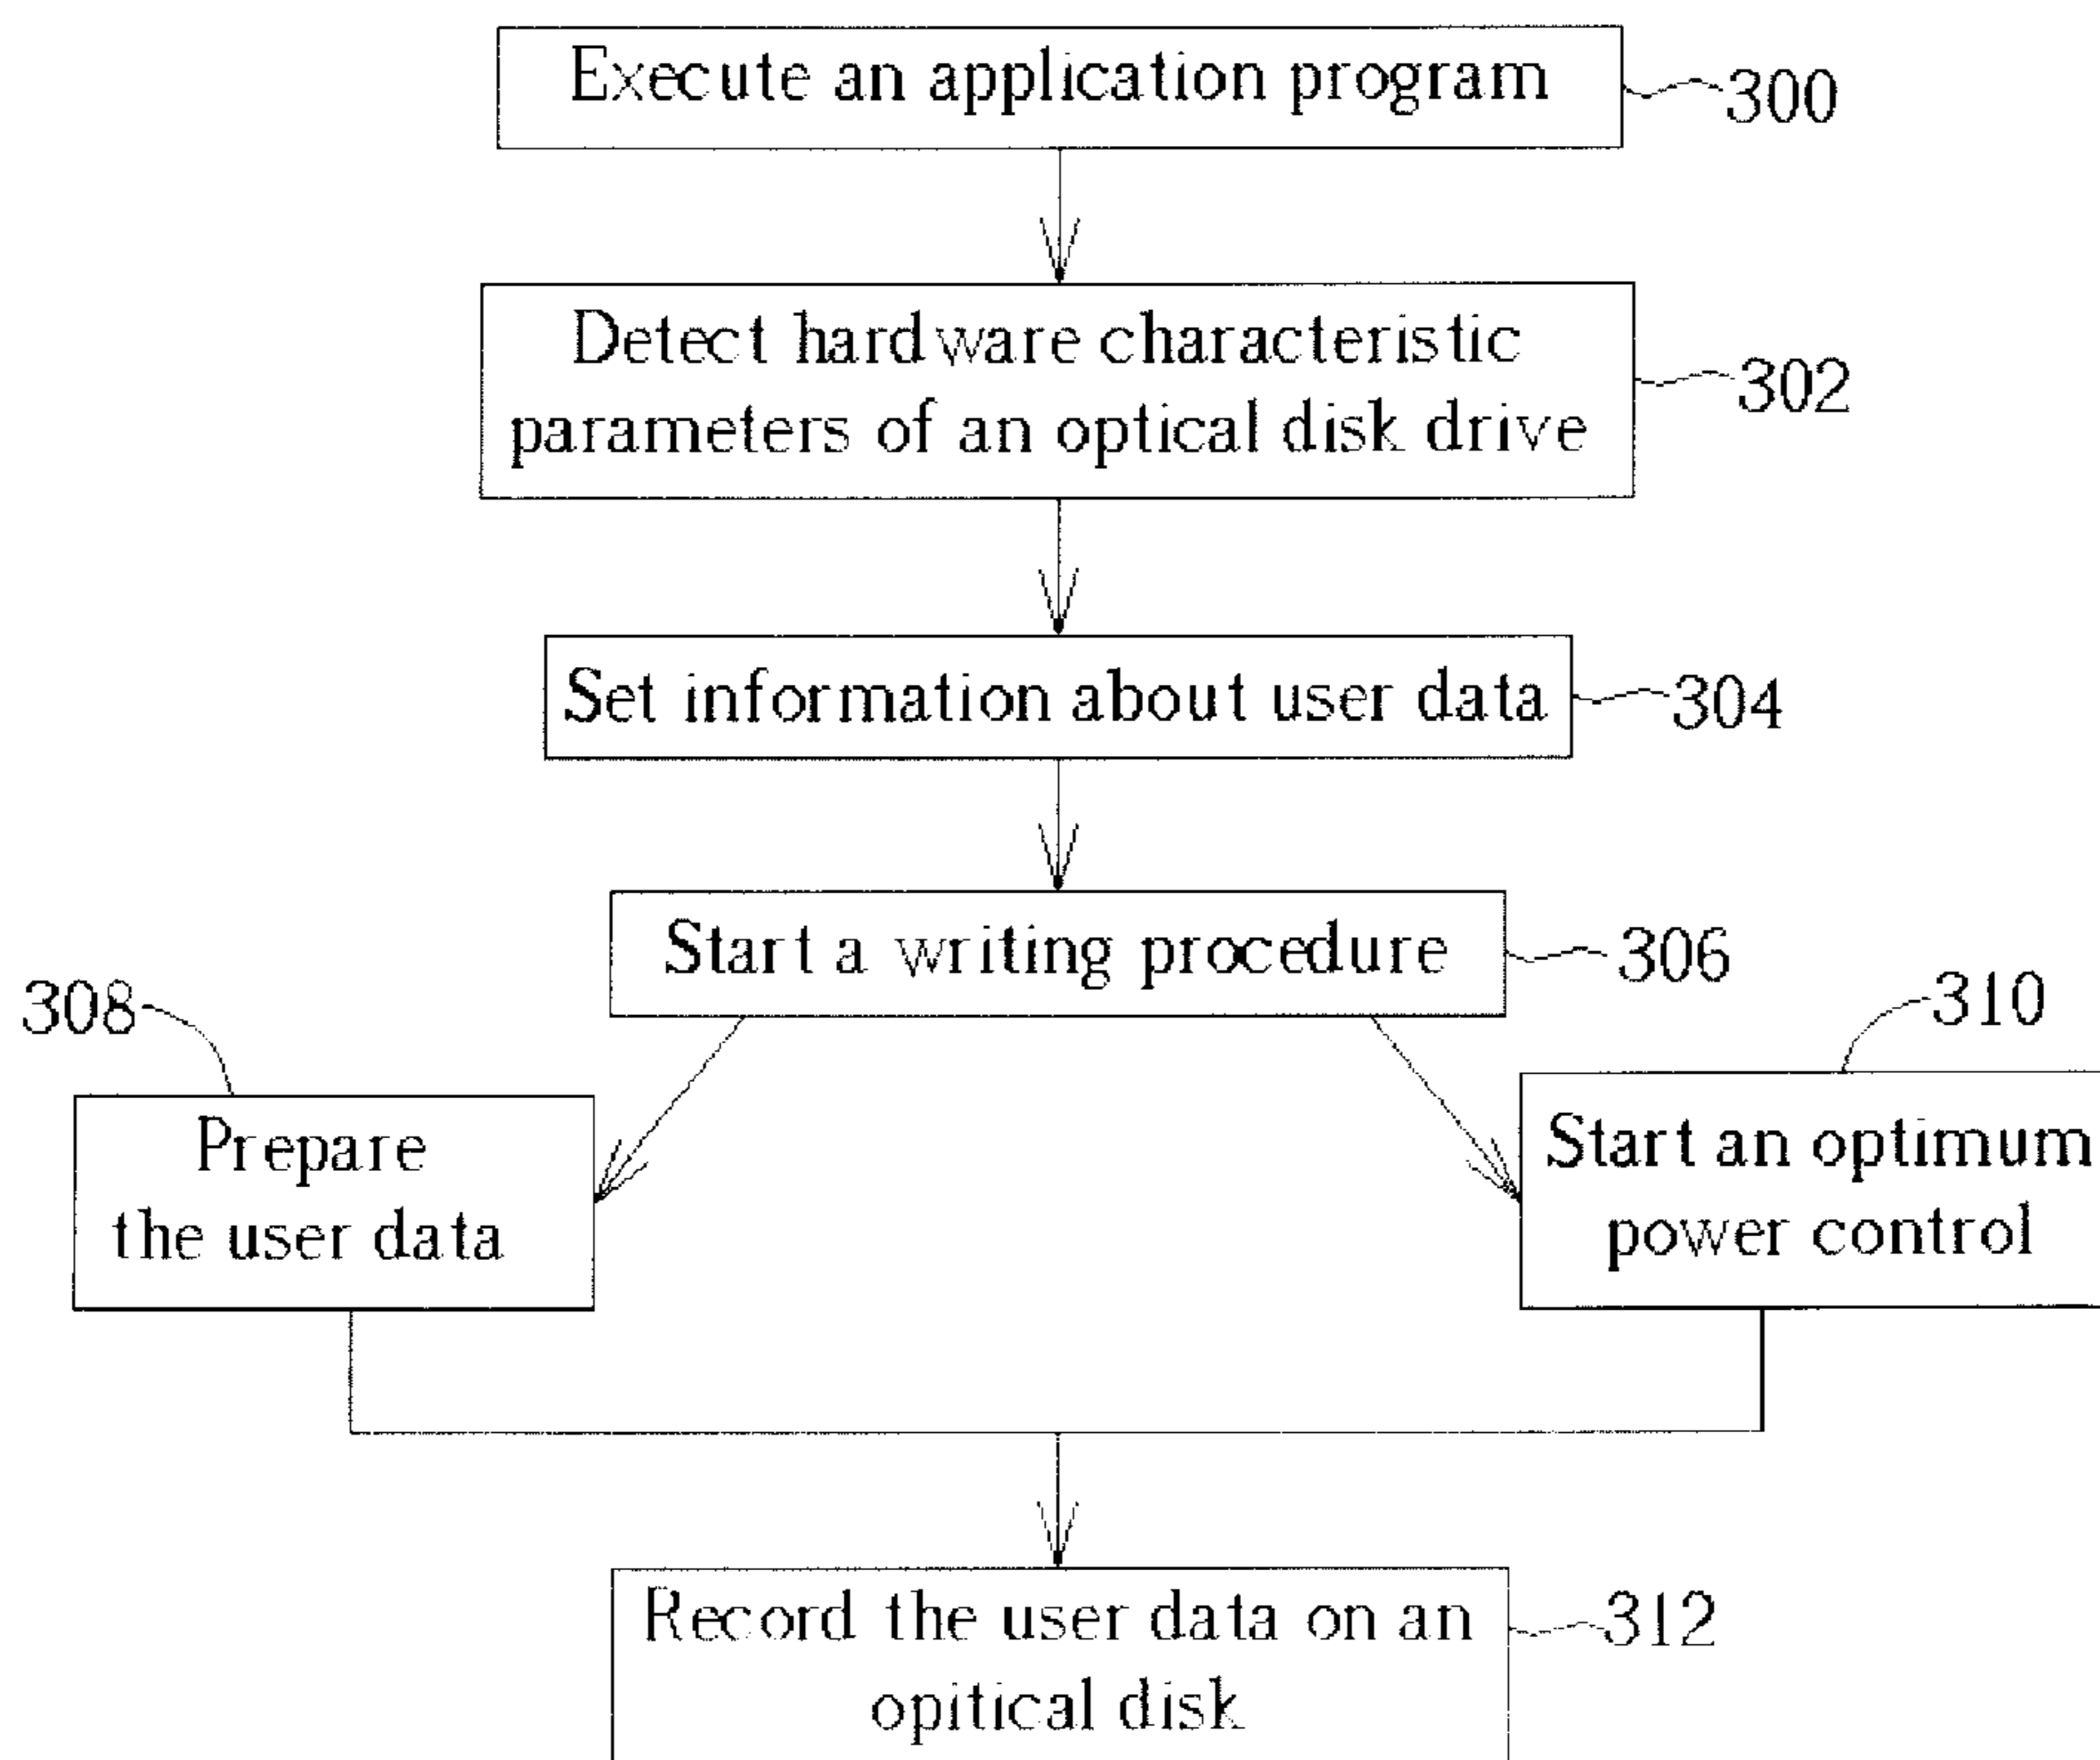 Execute an application program
300
Detect hardware characteristic
parameters of an optical disk drive
302
Set information about user data
304
Start a writing procedure
306
308
310
Prepare
the user data
Start an optimum
power control
Record the user data on an
opitical disk
312